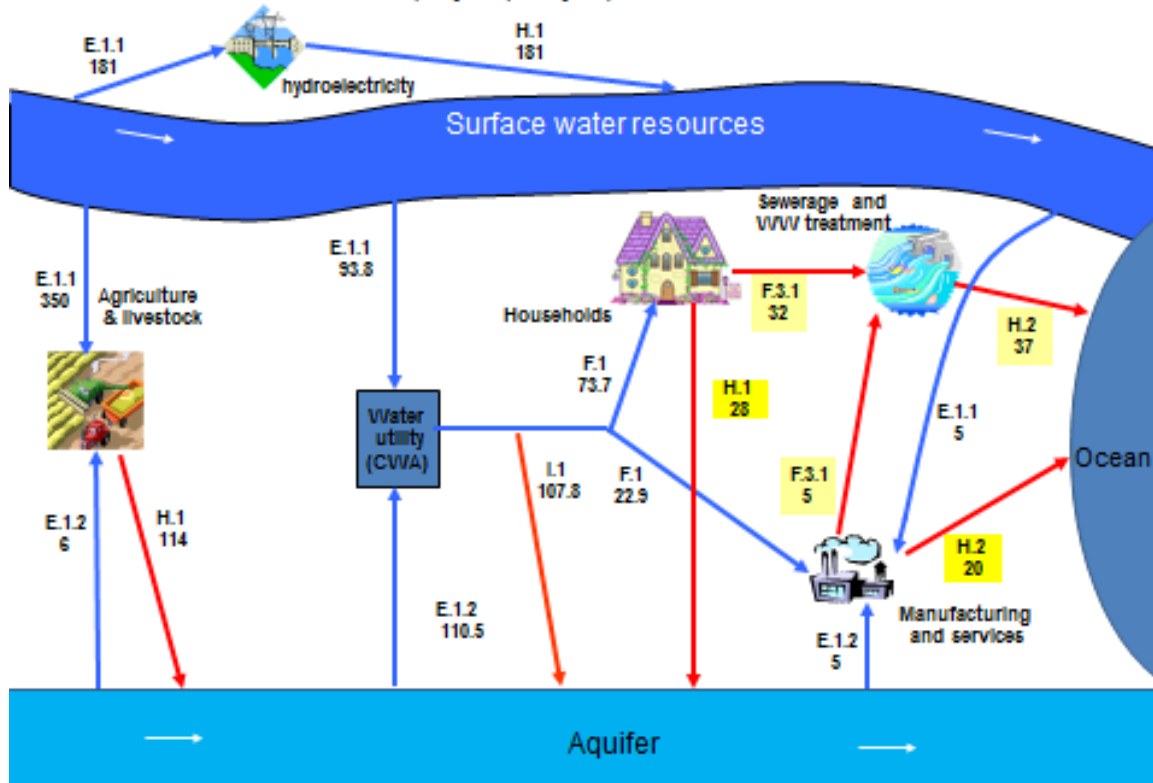 E.1.1
181
H.1
181
hydroelectricity
Surface water resources
Sewerage and
WW treatment
E.1.1
93.8
E.1.1
350
Agriculture
& livestock
Households
F.3.1
32
H.2
37
F.1
73.7
H.1
28
E.1.1
5
Water
utility
(CWA)
Ocean
I.1
107.8
F.1
22.9
F.3.1
5
E.1.2
6
H.1
114
H.2
20
E.1.2
110.5
Manufacturing
and services
E.1.2
5
Aquifer